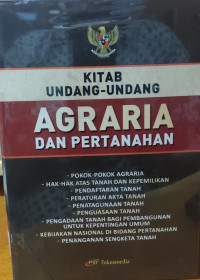 KITAB
UNDANG-UNDANG
AGRARIA
DAN PERTANAHAN
- POKOK-POKOK AGRARIA
- HAK-HAK ATAS TANAH DAN KEPEMILIKAN
- PENDAFTARAN TANAH
- PERATURAN AKTA TANAH
- PENATAGUNAAN TANAH
- PENGUASAAN TANAH
- PENGADAAN TANAH BAGI PEMBANGUNAN
UNTUK KEPENTINGAN UMUM
- KEBIJAKAN NASIONAL DI BIDANG PERTANAHAN
- PENANGANAN SENGKETA TANAH
Permata Tekomedia